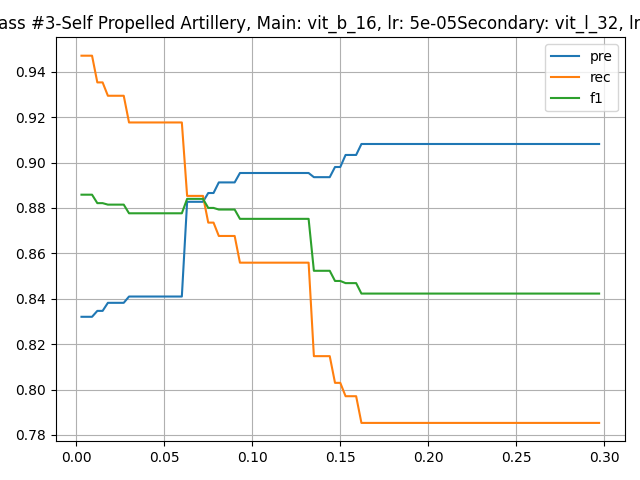 ass #3-Self Propelled Artillery, Main: vit_b_16, lr: 5e-05Secondary: vit_l_32, lr
pre
rec
f1
0.94
0.92
0.90
0.88
0.86
0.84
0.82
0.80
0.78
0.00 0.05 0.10 0.15 0.20 0.25 0.30